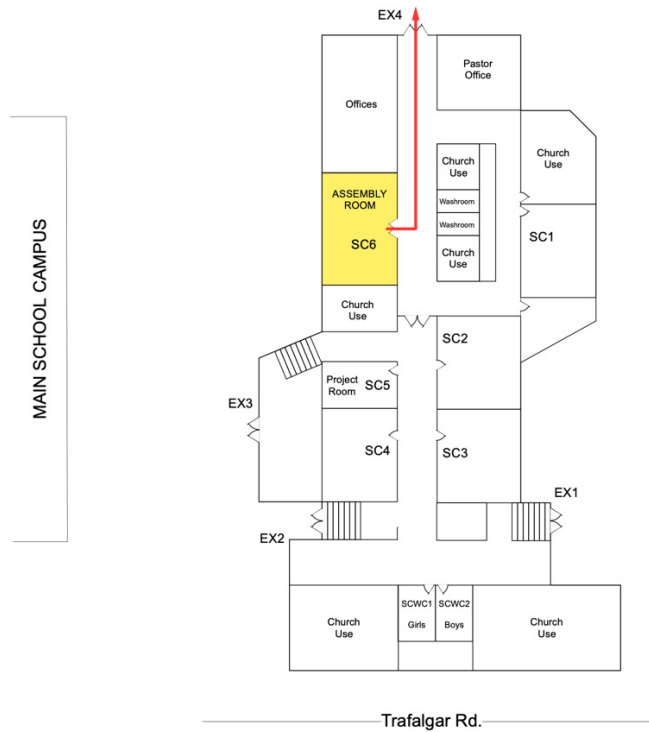 EX4
Pastor
Office
Offices
Church
Use
ASSEMBLY
ROOM
SC6
Church
Use
Washroom
Washroom
Church
Use
SC1
Church
Use
MAIN SCHOOL CAMPUS
SC2
Project
Room
SC5
EX3
SC4
SC3
EX1
EX2
SCWC1
Girls
SCWC2
Boys
Church
Use
Church
Use
Trafalgar Rd.